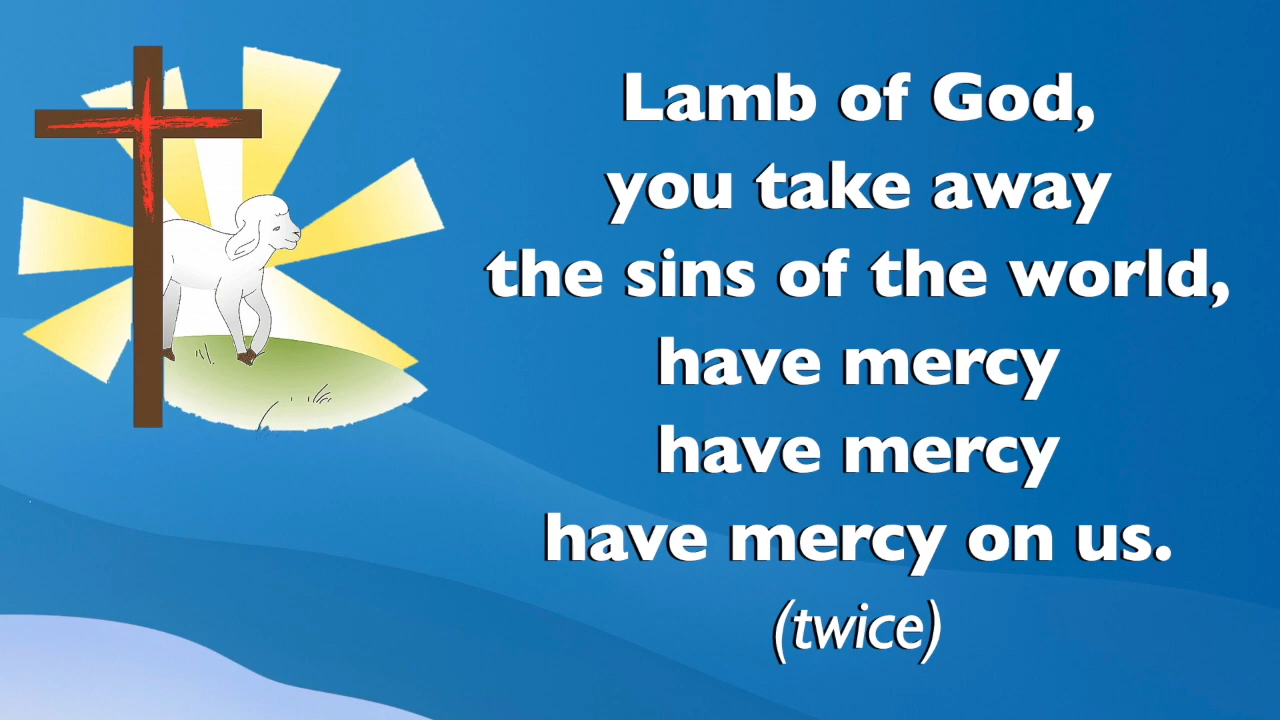 Lamb of God,
you take away
the sins of the world,
have mercy
have mercy
have mercy on us.
(twice)